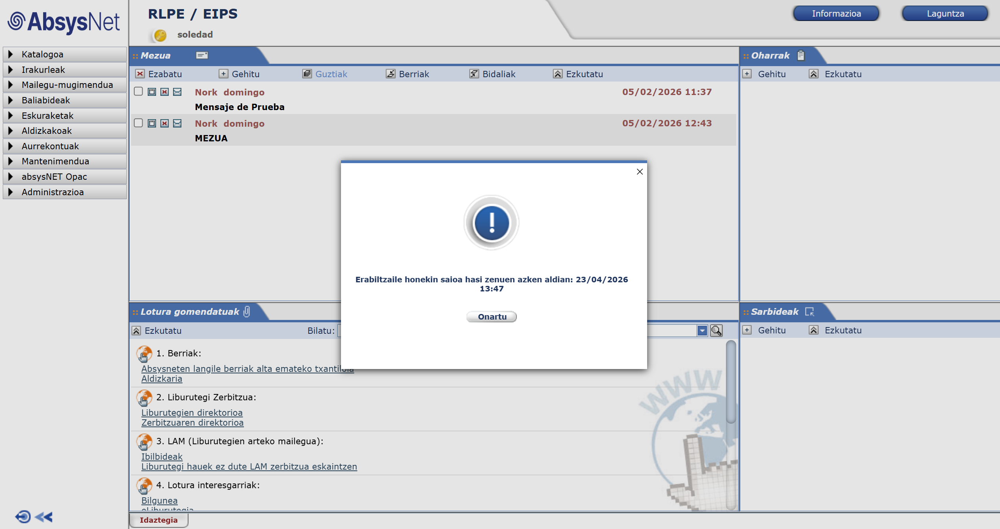 AbsysNet
RLPE / EIPS
soledad
Informazioa
Laguntza
Katalogoa
Irakurleak
Mailegu-mugimendua
Baliabideak
Eskuraketak
Aldizkakoak
Aurrekontuak
Mantenimendua
absysNET Opac
Administrazioa
:: Mezua
Ezabatu Gehitu Guztiak Berriak Bidaliak Ezkutatu
Nork domingo 05/02/2026 11:37
Mensaje de Prueba
Nork domingo 05/02/2026 12:43
MEZUA
:: Oharrak
Gehitu Ezkutatu
Erabiltzaile honekin saioa hasi zenuen azken aldian: 23/04/2026
13:47
Onartu
:: Lotura gomendatuak
Ezkutatu Bilatu:
1. Berriak:
Absysneten langile berriak alta emateko txantiloia
Aldizkaria
2. Liburutegi Zerbitzua:
Liburutegien direktorioa
Zerbitzuaren direktorioa
3. LAM (Liburutegien arteko mailegua):
Ibilbideak
Liburutegi hauek ez dute LAM zerbitzua eskaintzen
4. Lotura interesgarriak:
Bilgunea
eLiburutegia
WWW
:: Sarbideak
Gehitu Ezkutatu
Idaztegia